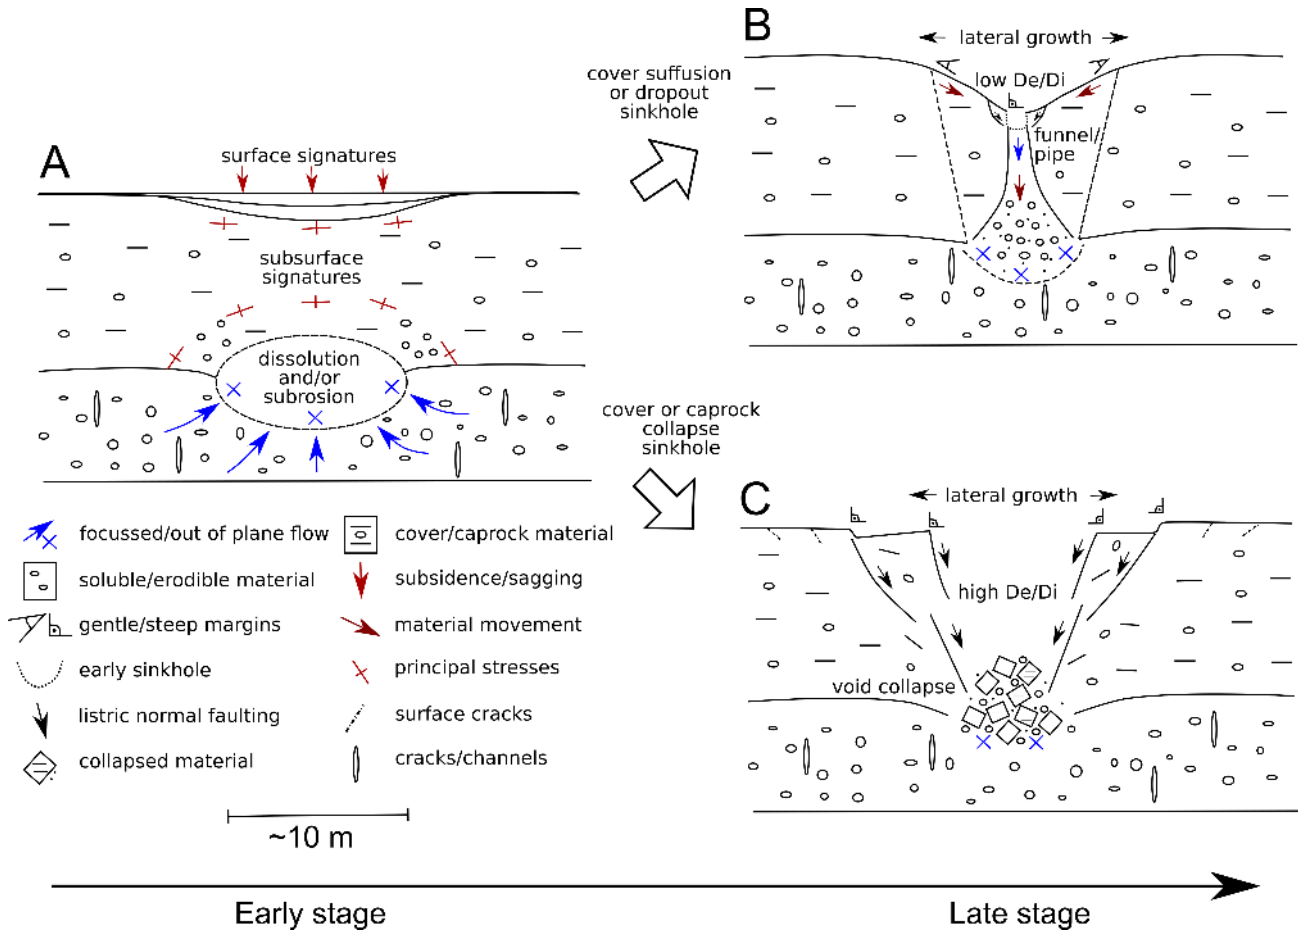 A
surface signatures
subsurface
signatures
dissolution
and/or
subrosion
cover suffusion
or dropout
sinkhole
B
lateral growth
low De/Di
funnel/
pipe
cover or caprock
collapse
sinkhole
C
lateral growth
high De/Di
void collapse
focussed/out of plane flow
soluble/erodible material
gentle/steep margins
early sinkhole
listric normal faulting
collapsed material
cover/caprock material
subsidence/sagging
material movement
principal stresses
surface cracks
cracks/channels
~10 m
Early stage
Late stage